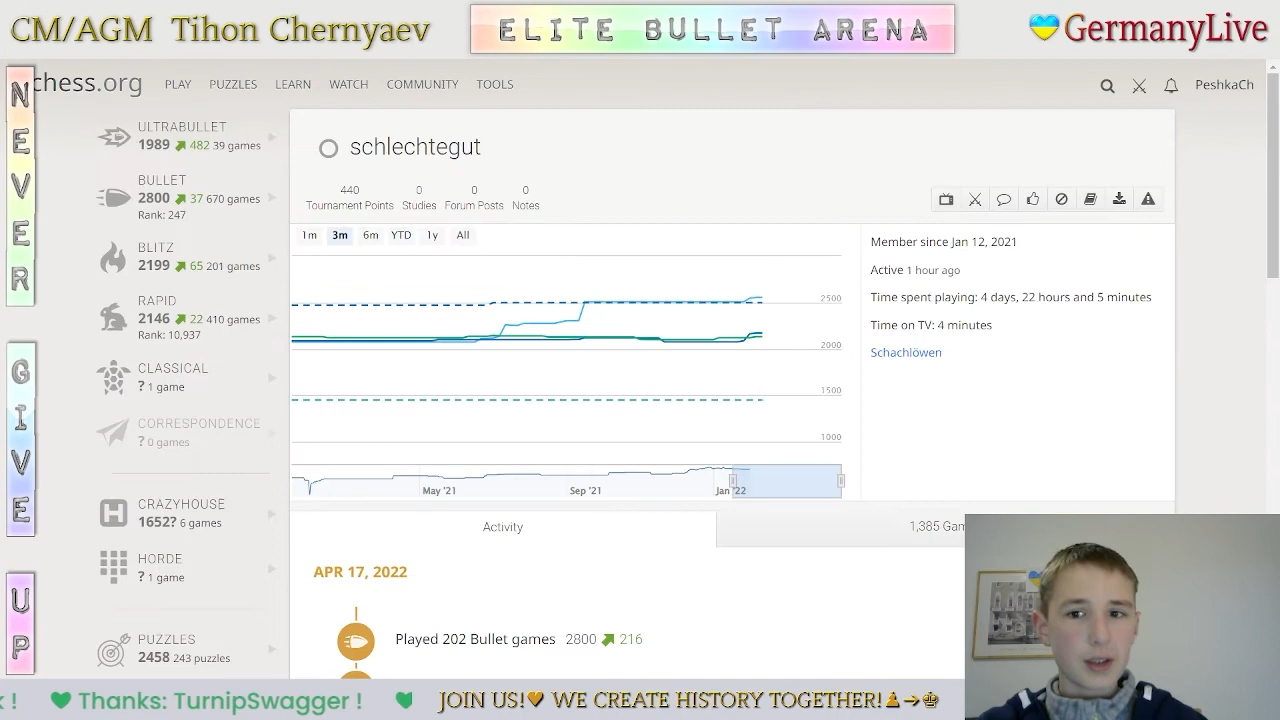 CM/AGM Tihon Chernyaev
ELITE BULLET ARENA
GermanyLive
NEVER
GIVE
UP
chess.org
PLAY PUZZLES LEARN WATCH COMMUNITY TOOLS
PeshkaCh
ULTRABULLET
1989 482 39 games
BULLET
2800 37 670 games
Rank: 247
BLITZ
2199 65 201 games
RAPID
2146 22 410 games
Rank: 10,937
CLASSICAL
? 1 game
CORRESPONDENCE
? 0 games
CRAZYHOUSE
1652? 6 games
HORDE
? 1 game
PUZZLES
2458 243 puzzles
schlechtegut
440 0 0 0
Tournament Points Studies Forum Posts Notes
1m 3m 6m YTD 1y All
2500
2000
1500
1000
May '21 Sep '21 Jan '22
Member since Jan 12, 2021
Active 1 hour ago
Time spent playing: 4 days, 22 hours and 5 minutes
Time on TV: 4 minutes
Schachlöwen
Activity
1,385 Gam
APR 17, 2022
Played 202 Bullet games 2800 216
! Thanks: TurnipSwagger ! JOIN US! WE CREATE HISTORY TOGETHER!